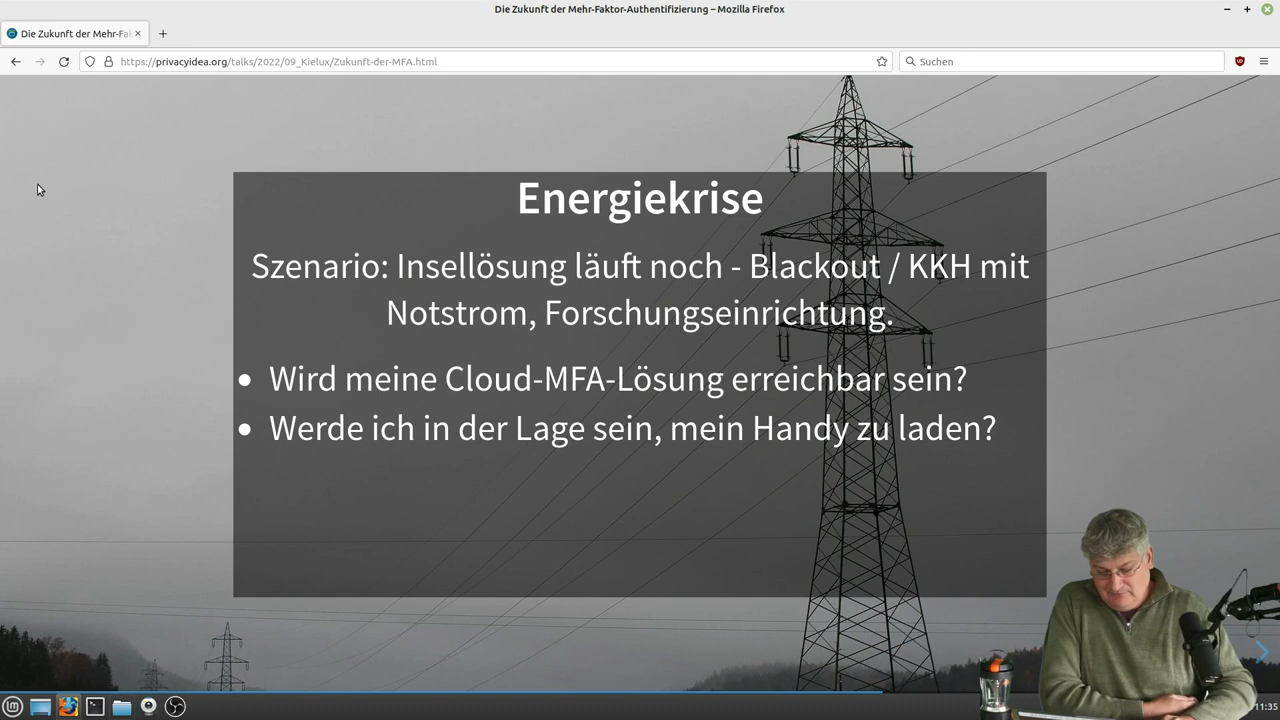 Die Zukunft der Mehr-Faktor-Authentifizierung – Mozilla Firefox
Die Zukunft der Mehr-Fak
https://privacyidea.org/talks/2022/09_Kielux/Zukunft-der-MFA.html
Suchen
Energiekrise
Szenario: Insellösung läuft noch - Blackout / KKH mit
Notstrom, Forschungseinrichtung.
Wird meine Cloud-MFA-Lösung erreichbar sein?
Werde ich in der Lage sein, mein Handy zu laden?
11:35